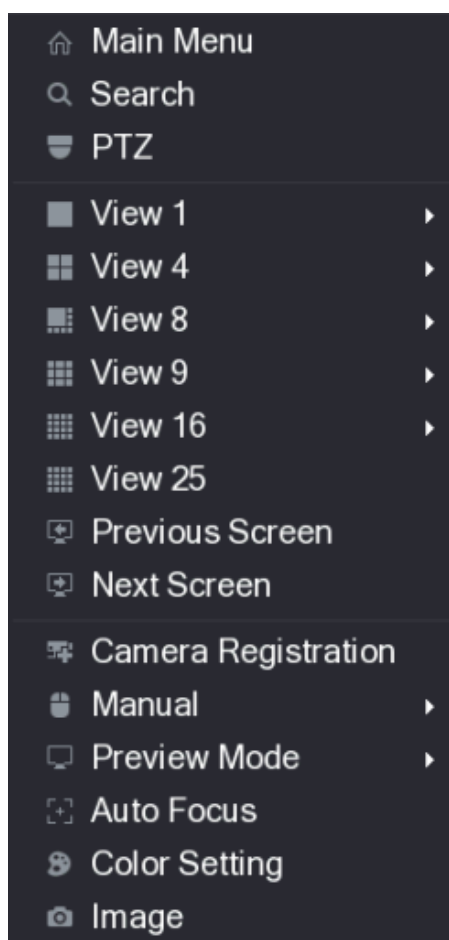 Main Menu
Search
PTZ
View 1
View 4
View 8
View 9
View 16
View 25
Previous Screen
Next Screen
Camera Registration
Manual
Preview Mode
Auto Focus
Color Setting
Image